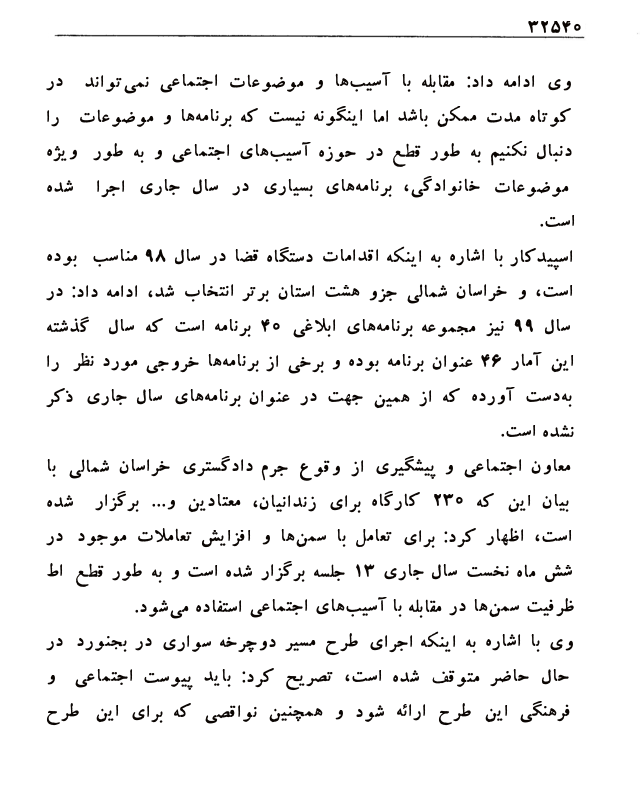 ۳۲۵۴۰
وی ادامه داد: مقابله با آسیب‌ها و موضوعات اجتماعی نمی‌تواند در
کوتاه مدت ممکن باشد اما اینگونه نیست که برنامه‌ها و موضوعات را
دنبال نکنیم به طور قطع در حوزه آسیب‌های اجتماعی و به طور ویژه
موضوعات خانوادگی، برنامه‌های بسیاری در سال جاری اجرا شده
است.
اسپیدکار با اشاره به اینکه اقدامات دستگاه قضا در سال ۹۸ مناسب بوده
است، و خراسان شمالی جزو هشت استان برتر انتخاب شد، ادامه داد: در
سال ۹۹ نیز مجموعه برنامه‌های ابلاغی ۴۰ برنامه است که سال گذشته
این آمار ۴۶ عنوان برنامه بوده و برخی از برنامه‌ها خروجی مورد نظر را
به‌دست آورده که از همین جهت در عنوان برنامه‌های سال جاری ذکر
نشده است.
معاون اجتماعی و پیشگیری از وقوع جرم دادگستری خراسان شمالی با
بیان این که ۲۳۰ کارگاه برای زندانیان، معتادین و... برگزار شده
است، اظهار کرد: برای تعامل با سمن‌ها و افزایش تعاملات موجود در
شش ماه نخست سال جاری ۱۳ جلسه برگزار شده است و به طور قطع اط
ظرفیت سمن‌ها در مقابله با آسیب‌های اجتماعی استفاده می‌شود.
وی با اشاره به اینکه اجرای طرح مسیر دوچرخه سواری در بجنورد در
حال حاضر متوقف شده است، تصریح کرد: باید پیوست اجتماعی و
فرهنگی این طرح ارائه شود و همچنین نواقصی که برای این طرح